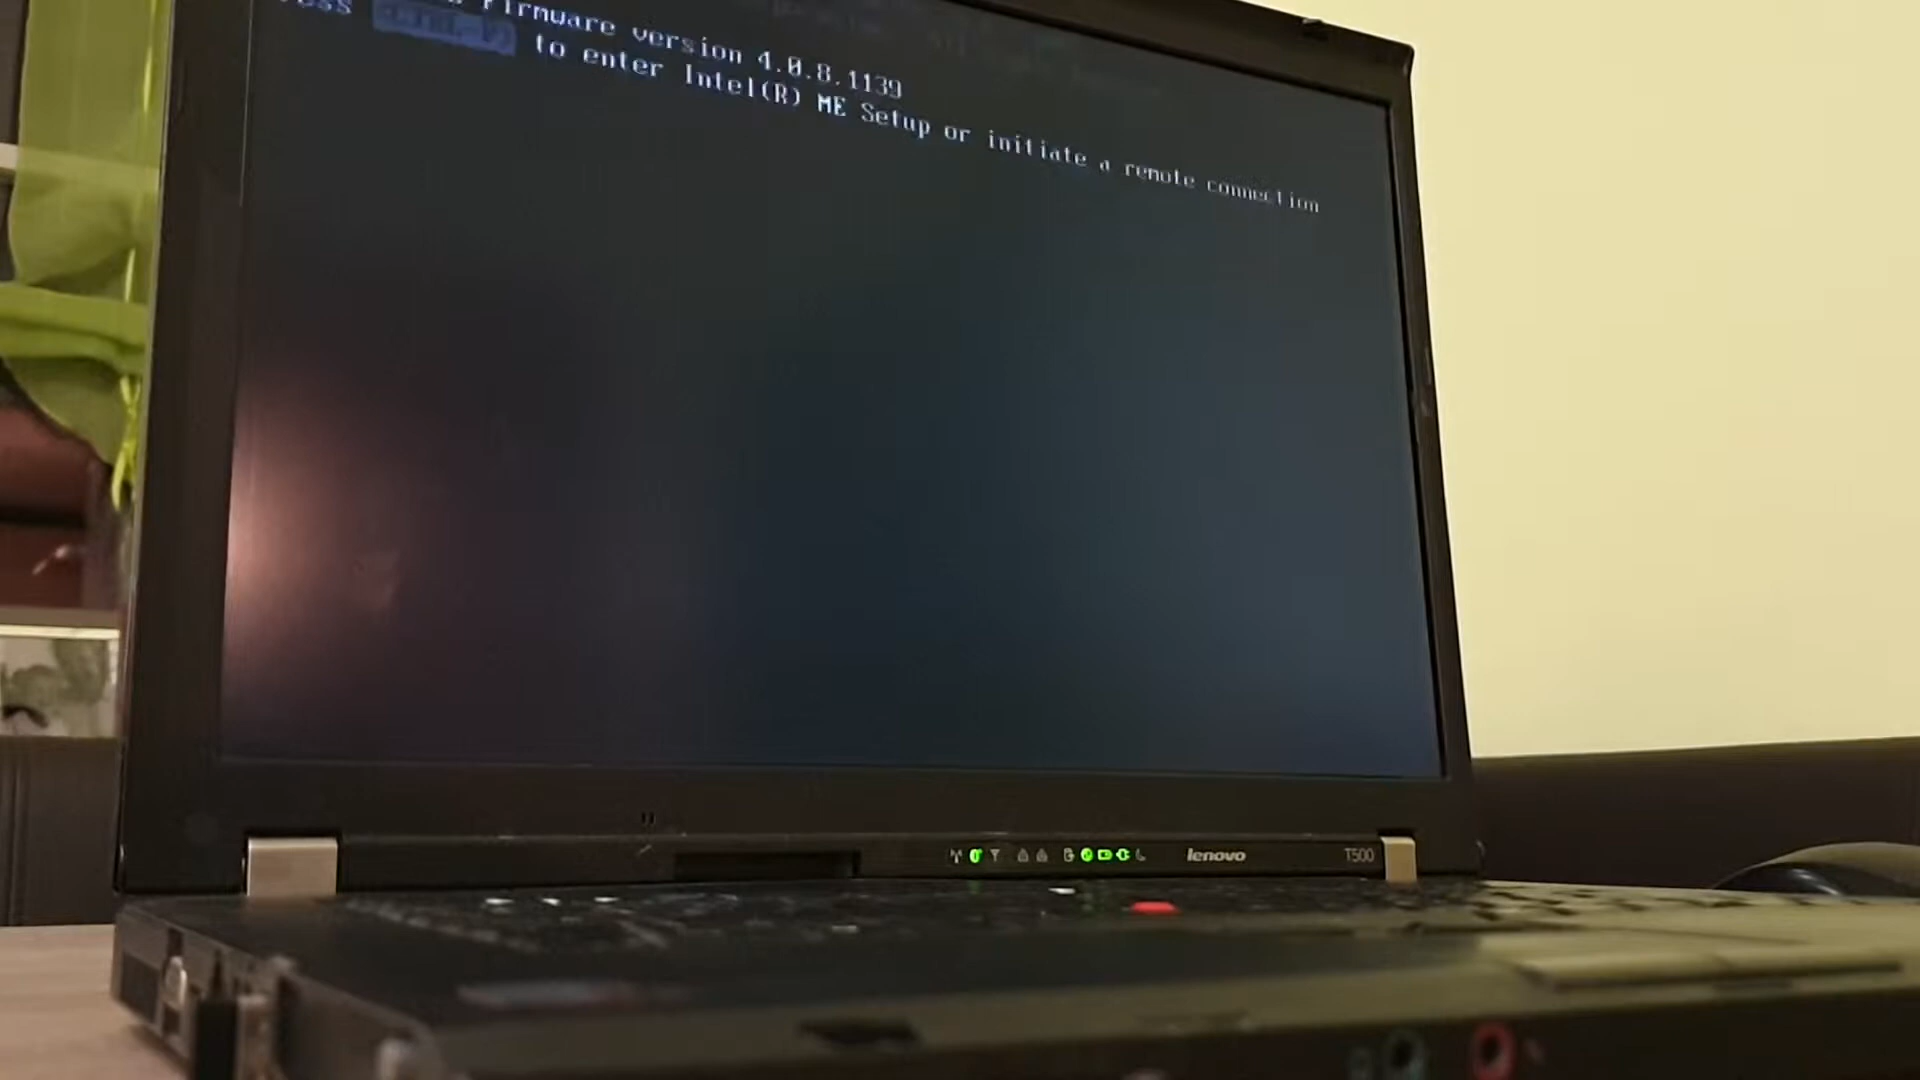 Firmware version 4.0.8.1139
to enter Intel(R) ME Setup or initiate a remote connection
lenovo
T500